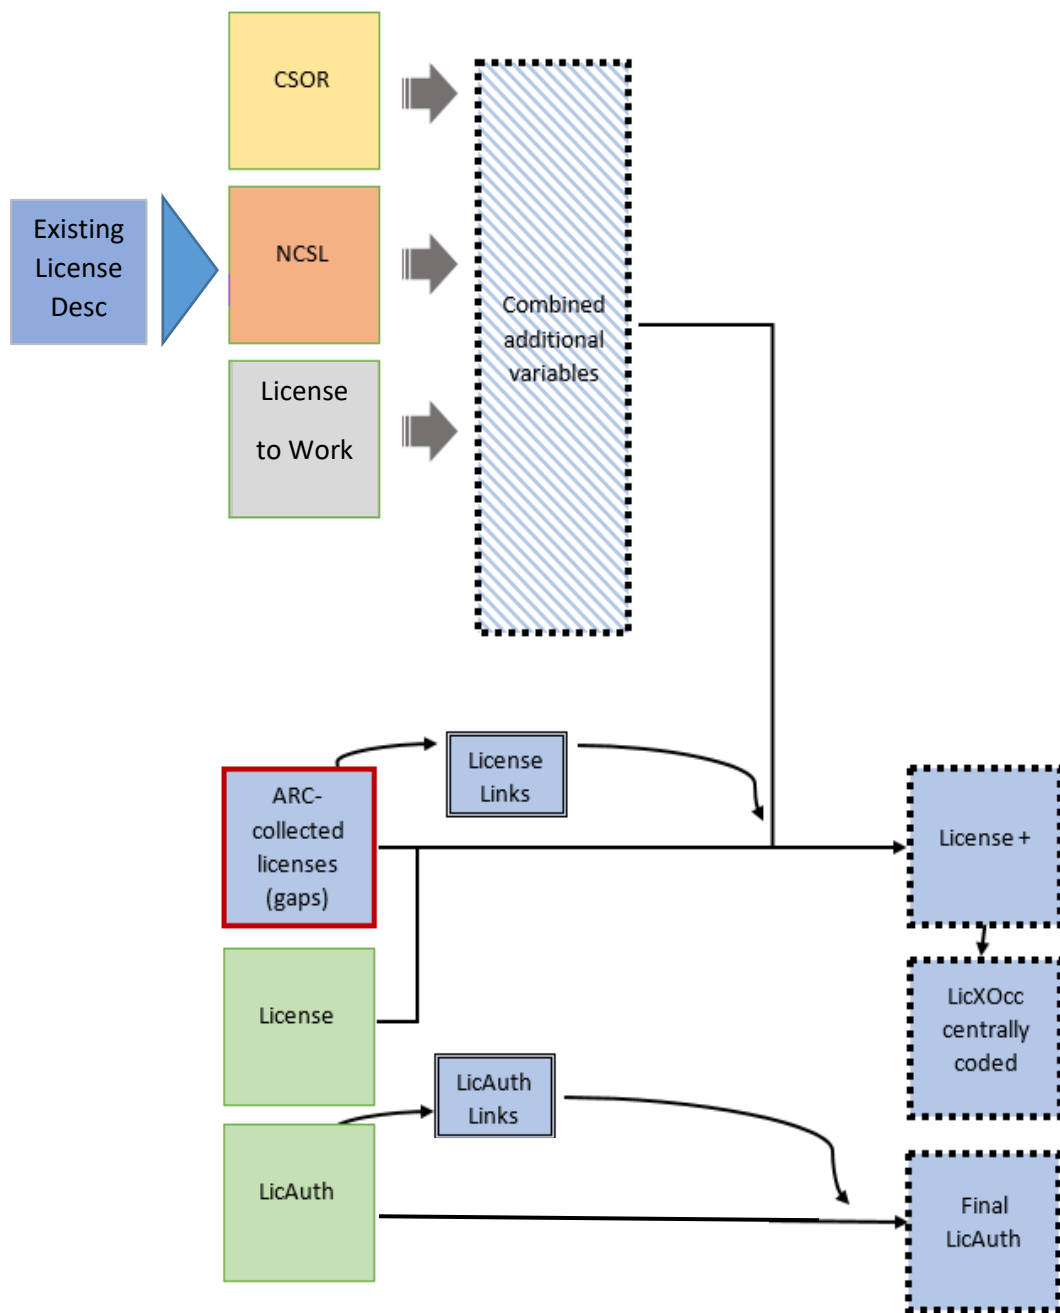 CSOR
Existing
License
Desc
NCSL
Combined
additional
variables
License
to Work
License
Links
ARC-
collected
licenses
(gaps)
License +
License
LicXOcc
centrally
coded
LicAuth
Links
LicAuth
Final
LicAuth